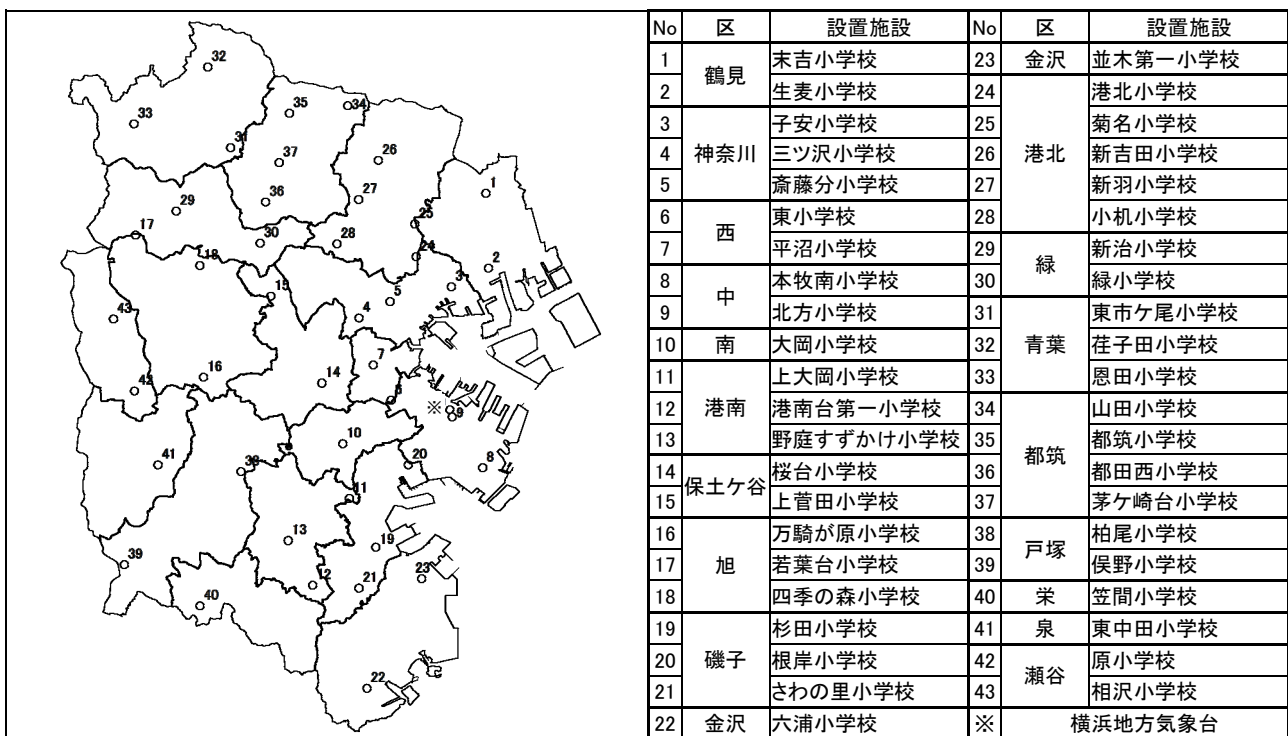 32
33
35
34
31
37
26
1
36
27
29
25
17
30
28
24
18
2
3
15
5
43
4
7
16
14
6
42
※
9
10
41
38
20
8
11
13
19
39
12
21
23
40
22
No 区 設置施設 No 区 設置施設
1 鶴見 末吉小学校 23 金沢 並木第一小学校
2 生麦小学校 24 港北 港北小学校
3 神奈川 子安小学校 25 菊名小学校
4 三ツ沢小学校 26 新吉田小学校
5 斎藤分小学校 27 新羽小学校
6 西 東小学校 28 小机小学校
7 平沼小学校 29 緑 新治小学校
8 中 本牧南小学校 30 緑小学校
9 北方小学校 31 青葉 東市ケ尾小学校
10 南 大岡小学校 32 荏子田小学校
11 港南 上大岡小学校 33 恩田小学校
12 港南台第一小学校 34 都筑 山田小学校
13 野庭すずかけ小学校 35 都筑小学校
14 保土ケ谷 桜台小学校 36 都田西小学校
15 上菅田小学校 37 茅ケ崎台小学校
16 旭 万騎が原小学校 38 戸塚 柏尾小学校
17 若葉台小学校 39 俣野小学校
18 四季の森小学校 40 栄 笠間小学校
19 磯子 杉田小学校 41 泉 東中田小学校
20 根岸小学校 42 瀬谷 原小学校
21 さわの里小学校 43 相沢小学校
22 金沢 六浦小学校 ※ 横浜地方気象台